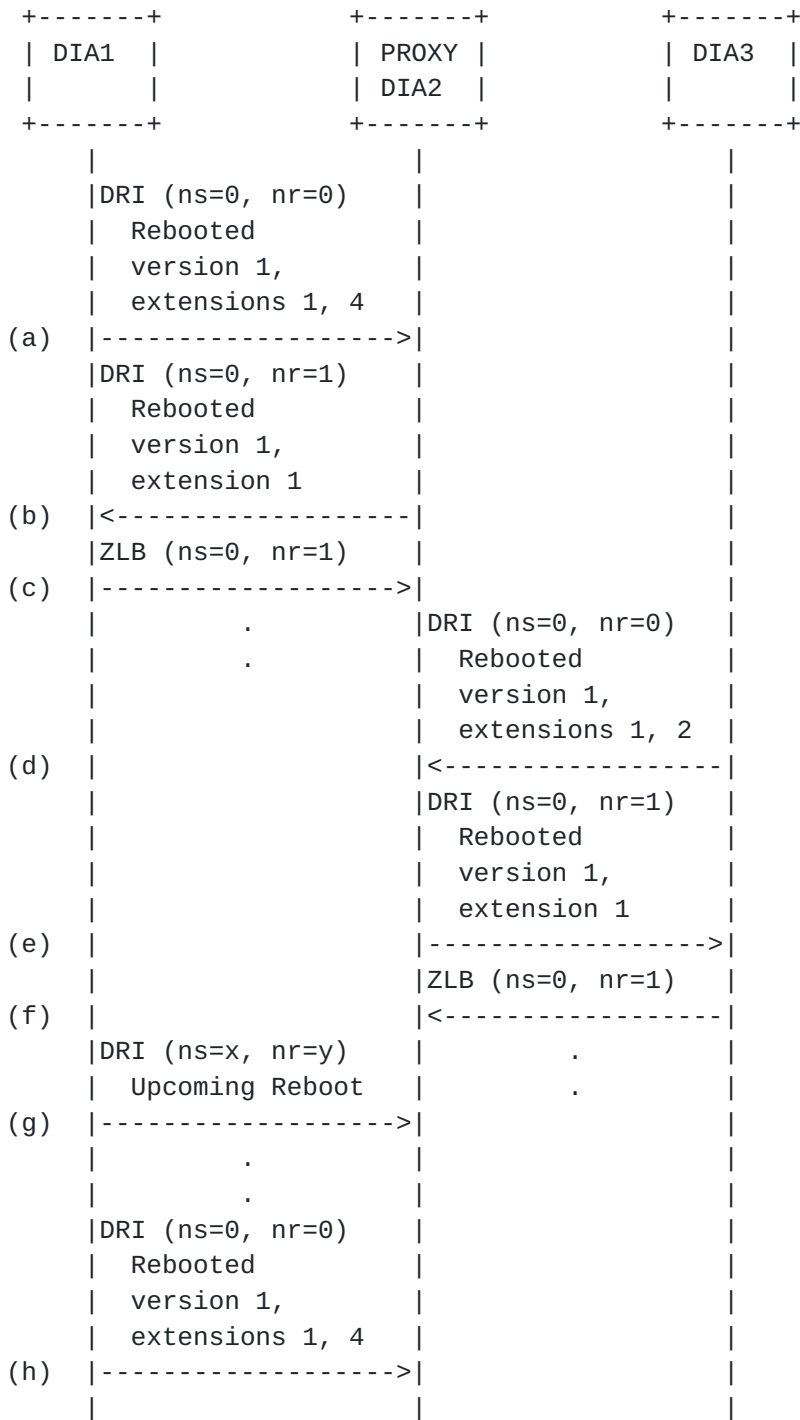 +-------+            +-------+           +-------+
| DIA1  |            | PROXY |           | DIA3  |
|       |            | DIA2  |           |       |
+-------+            +-------+           +-------+
     |                    |                   |
     |DRI (ns=0, nr=0)    |                   |
     |  Rebooted          |                   |
     |  version 1,        |                   |
     |  extensions 1, 4   |                   |
(a)  |------------------->|                   |
     |DRI (ns=0, nr=1)    |                   |
     |  Rebooted          |                   |
     |  version 1,        |                   |
     |  extension 1       |                   |
(b)  |<-------------------|                   |
     |ZLB (ns=0, nr=1)    |                   |
(c)  |------------------->|                   |
     |         .          |DRI (ns=0, nr=0)   |
     |         .          |  Rebooted         |
     |                    |  version 1,       |
     |                    |  extensions 1, 2  |
(d)  |                    |<------------------|
     |                    |DRI (ns=0, nr=1)   |
     |                    |  Rebooted         |
     |                    |  version 1,       |
     |                    |  extension 1      |
(e)  |                    |------------------>|
     |                    |ZLB (ns=0, nr=1)   |
(f)  |                    |<------------------|
     |DRI (ns=x, nr=y)    |         .         |
     |  Upcoming Reboot   |         .         |
(g)  |------------------->|                   |
     |         .          |                   |
     |         .          |                   |
     |DRI (ns=0, nr=0)    |                   |
     |  Rebooted          |                   |
     |  version 1,        |                   |
     |  extensions 1, 4   |                   |
(h)  |------------------->|                   |
     |                    |                   |